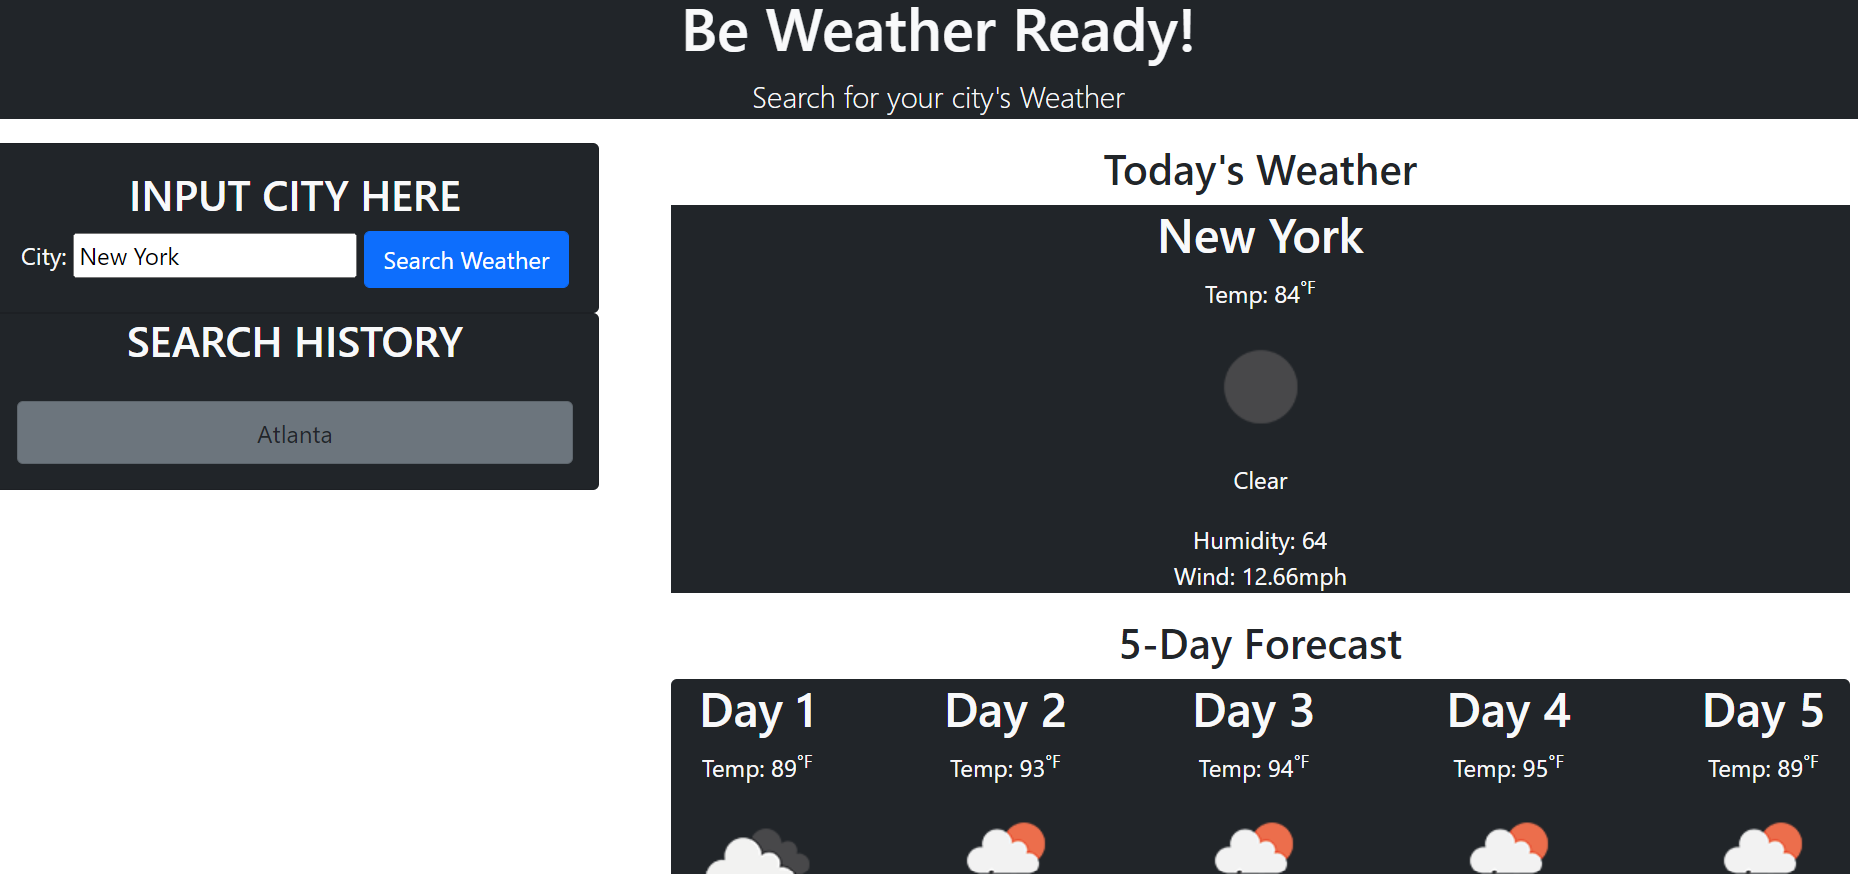 Be Weather Ready!
Search for your city's Weather
INPUT CITY HERE
City: New York Search Weather
SEARCH HISTORY
Atlanta
Today's Weather
New York
Temp: 84°F
Clear
Humidity: 64
Wind: 12.66mph
5-Day Forecast
Day 1 Day 2 Day 3 Day 4 Day 5
Temp: 89°F Temp: 93°F Temp: 94°F Temp: 95°F Temp: 89°F